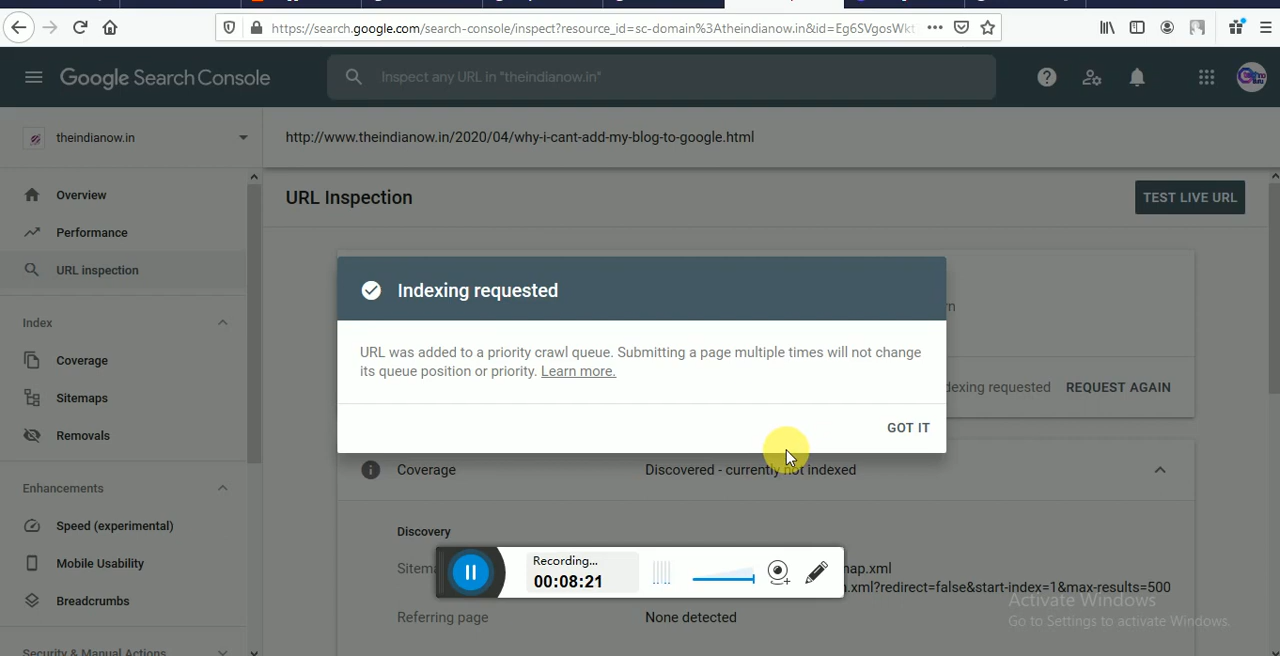 https://search.google.com/search-console/inspect?resource_id=sc-domain%3Atheindianow.in&id=Eg6SVgosWkt
Google Search Console
Inspect any URL in "theindianow.in"
theindianow.in
http://www.theindianow.in/2020/04/why-i-cant-add-my-blog-to-google.html
Overview
URL Inspection
TEST LIVE URL
Performance
URL inspection
Indexing requested
Index
URL was added to a priority crawl queue. Submitting a page multiple times will not change
its queue position or priority. Learn more.
Coverage
dexing requested
REQUEST AGAIN
Sitemaps
GOT IT
Removals
Coverage
Discovered - currently not indexed
Enhancements
Speed (experimental)
Discovery
Mobile Usability
Recording...
00:08:21
Sitema
map.xml
n.xml?redirect=false&start-index=1&max-results=500
Breadcrumbs
Activate Windows
Go to Settings to activate Windows.
Referring page
None detected
Security & Manual Actions